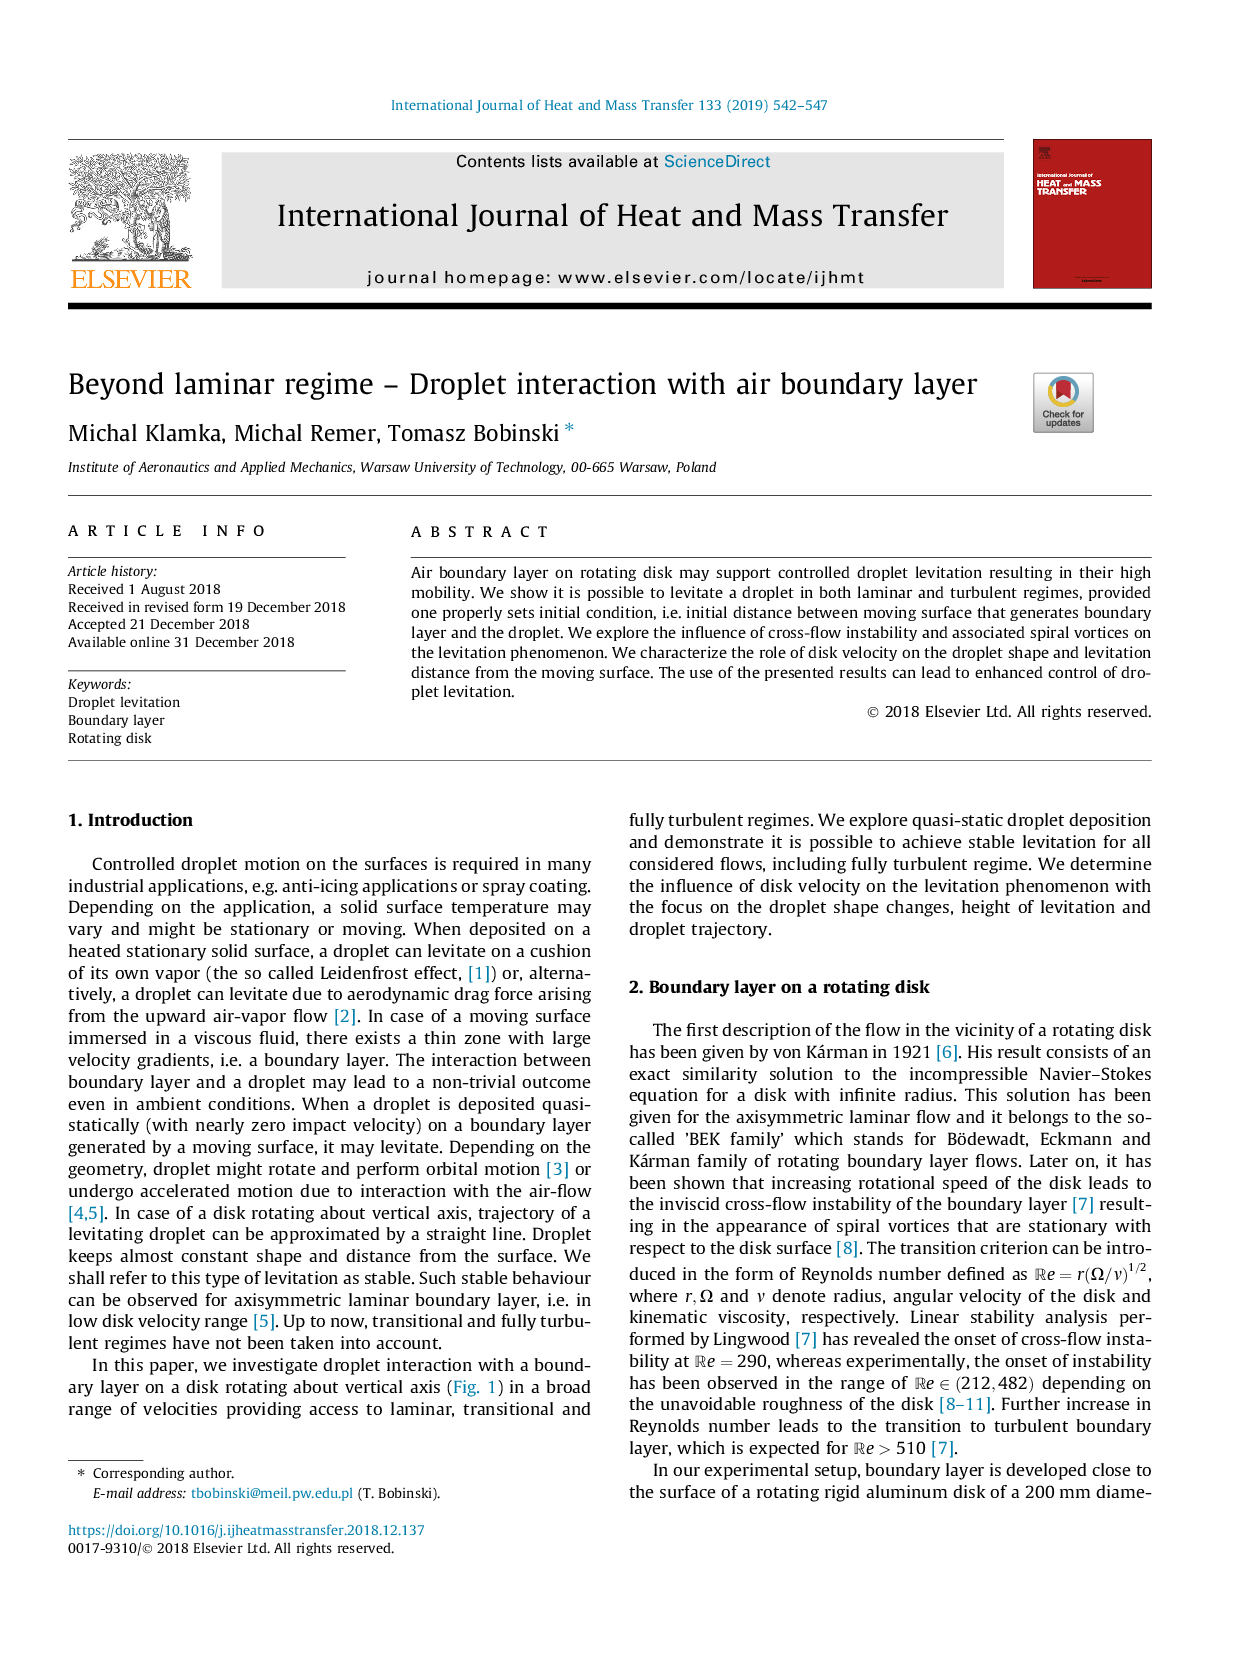 International Journal of Heat and Mass Transfer 133 (2019) 542–547
Contents lists available at ScienceDirect
International Journal of Heat and Mass Transfer
journal homepage: www.elsevier.com/locate/ijhmt
ELSEVIER
International Journal of
HEAT and MASS
TRANSFER
Beyond laminar regime – Droplet interaction with air boundary layer
Check for
updates
Michal Klamka, Michal Remer, Tomasz Bobinski *
Institute of Aeronautics and Applied Mechanics, Warsaw University of Technology, 00-665 Warsaw, Poland
ARTICLE INFO
Article history:
Received 1 August 2018
Received in revised form 19 December 2018
Accepted 21 December 2018
Available online 31 December 2018
Keywords:
Droplet levitation
Boundary layer
Rotating disk
ABSTRACT
Air boundary layer on rotating disk may support controlled droplet levitation resulting in their high
mobility. We show it is possible to levitate a droplet in both laminar and turbulent regimes, provided
one properly sets initial condition, i.e. initial distance between moving surface that generates boundary
layer and the droplet. We explore the influence of cross-flow instability and associated spiral vortices on
the levitation phenomenon. We characterize the role of disk velocity on the droplet shape and levitation
distance from the moving surface. The use of the presented results can lead to enhanced control of dro-
plet levitation.
© 2018 Elsevier Ltd. All rights reserved.
1. Introduction
Controlled droplet motion on the surfaces is required in many
industrial applications, e.g. anti-icing applications or spray coating.
Depending on the application, a solid surface temperature may
vary and might be stationary or moving. When deposited on a
heated stationary solid surface, a droplet can levitate on a cushion
of its own vapor (the so called Leidenfrost effect, [1]) or, alterna-
tively, a droplet can levitate due to aerodynamic drag force arising
from the upward air-vapor flow [2]. In case of a moving surface
immersed in a viscous fluid, there exists a thin zone with large
velocity gradients, i.e. a boundary layer. The interaction between
boundary layer and a droplet may lead to a non-trivial outcome
even in ambient conditions. When a droplet is deposited quasi-
statically (with nearly zero impact velocity) on a boundary layer
generated by a moving surface, it may levitate. Depending on the
geometry, droplet might rotate and perform orbital motion [3] or
undergo accelerated motion due to interaction with the air-flow
[4,5]. In case of a disk rotating about vertical axis, trajectory of a
levitating droplet can be approximated by a straight line. Droplet
keeps almost constant shape and distance from the surface. We
shall refer to this type of levitation as stable. Such stable behaviour
can be observed for axisymmetric laminar boundary layer, i.e. in
low disk velocity range [5]. Up to now, transitional and fully turbu-
lent regimes have not been taken into account.
In this paper, we investigate droplet interaction with a bound-
ary layer on a disk rotating about vertical axis (Fig. 1) in a broad
range of velocities providing access to laminar, transitional and
fully turbulent regimes. We explore quasi-static droplet deposition
and demonstrate it is possible to achieve stable levitation for all
considered flows, including fully turbulent regime. We determine
the influence of disk velocity on the levitation phenomenon with
the focus on the droplet shape changes, height of levitation and
droplet trajectory.
2. Boundary layer on a rotating disk
The first description of the flow in the vicinity of a rotating disk
has been given by von Kárman in 1921 [6]. His result consists of an
exact similarity solution to the incompressible Navier–Stokes
equation for a disk with infinite radius. This solution has been
given for the axisymmetric laminar flow and it belongs to the so-
called 'BEK family' which stands for Bödewadt, Eckmann and
Kárman family of rotating boundary layer flows. Later on, it has
been shown that increasing rotational speed of the disk leads to
the inviscid cross-flow instability of the boundary layer [7] result-
ing in the appearance of spiral vortices that are stationary with
respect to the disk surface [8]. The transition criterion can be intro-
duced in the form of Reynolds number defined as ℝe = r(Ω/ν)^1/2,
where r, Ω and ν denote radius, angular velocity of the disk and
kinematic viscosity, respectively. Linear stability analysis per-
formed by Lingwood [7] has revealed the onset of cross-flow insta-
bility at ℝe = 290, whereas experimentally, the onset of instability
has been observed in the range of ℝe ∈ (212, 482) depending on
the unavoidable roughness of the disk [8–11]. Further increase in
Reynolds number leads to the transition to turbulent boundary
layer, which is expected for ℝe > 510 [7].
In our experimental setup, boundary layer is developed close to
the surface of a rotating rigid aluminum disk of a 200 mm diame-
* Corresponding author.
E-mail address: tbobinski@meil.pw.edu.pl (T. Bobinski).
https://doi.org/10.1016/j.ijheatmasstransfer.2018.12.137
0017-9310/© 2018 Elsevier Ltd. All rights reserved.